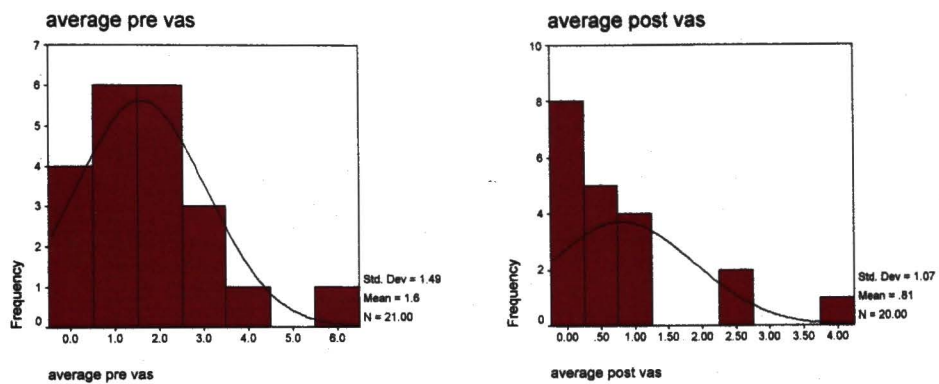 average pre vas
7
6
5
4
3
2
1
0
Frequency
0.0 1.0 2.0 3.0 4.0 5.0 6.0
Std. Dev = 1.49
Mean = 1.6
N = 21.00
average pre vas
average post vas
10
8
6
4
2
0
Frequency
0.00 .50 1.00 1.50 2.00 2.50 3.00 3.50 4.00
Std. Dev = 1.07
Mean = .81
N = 20.00
average post vas